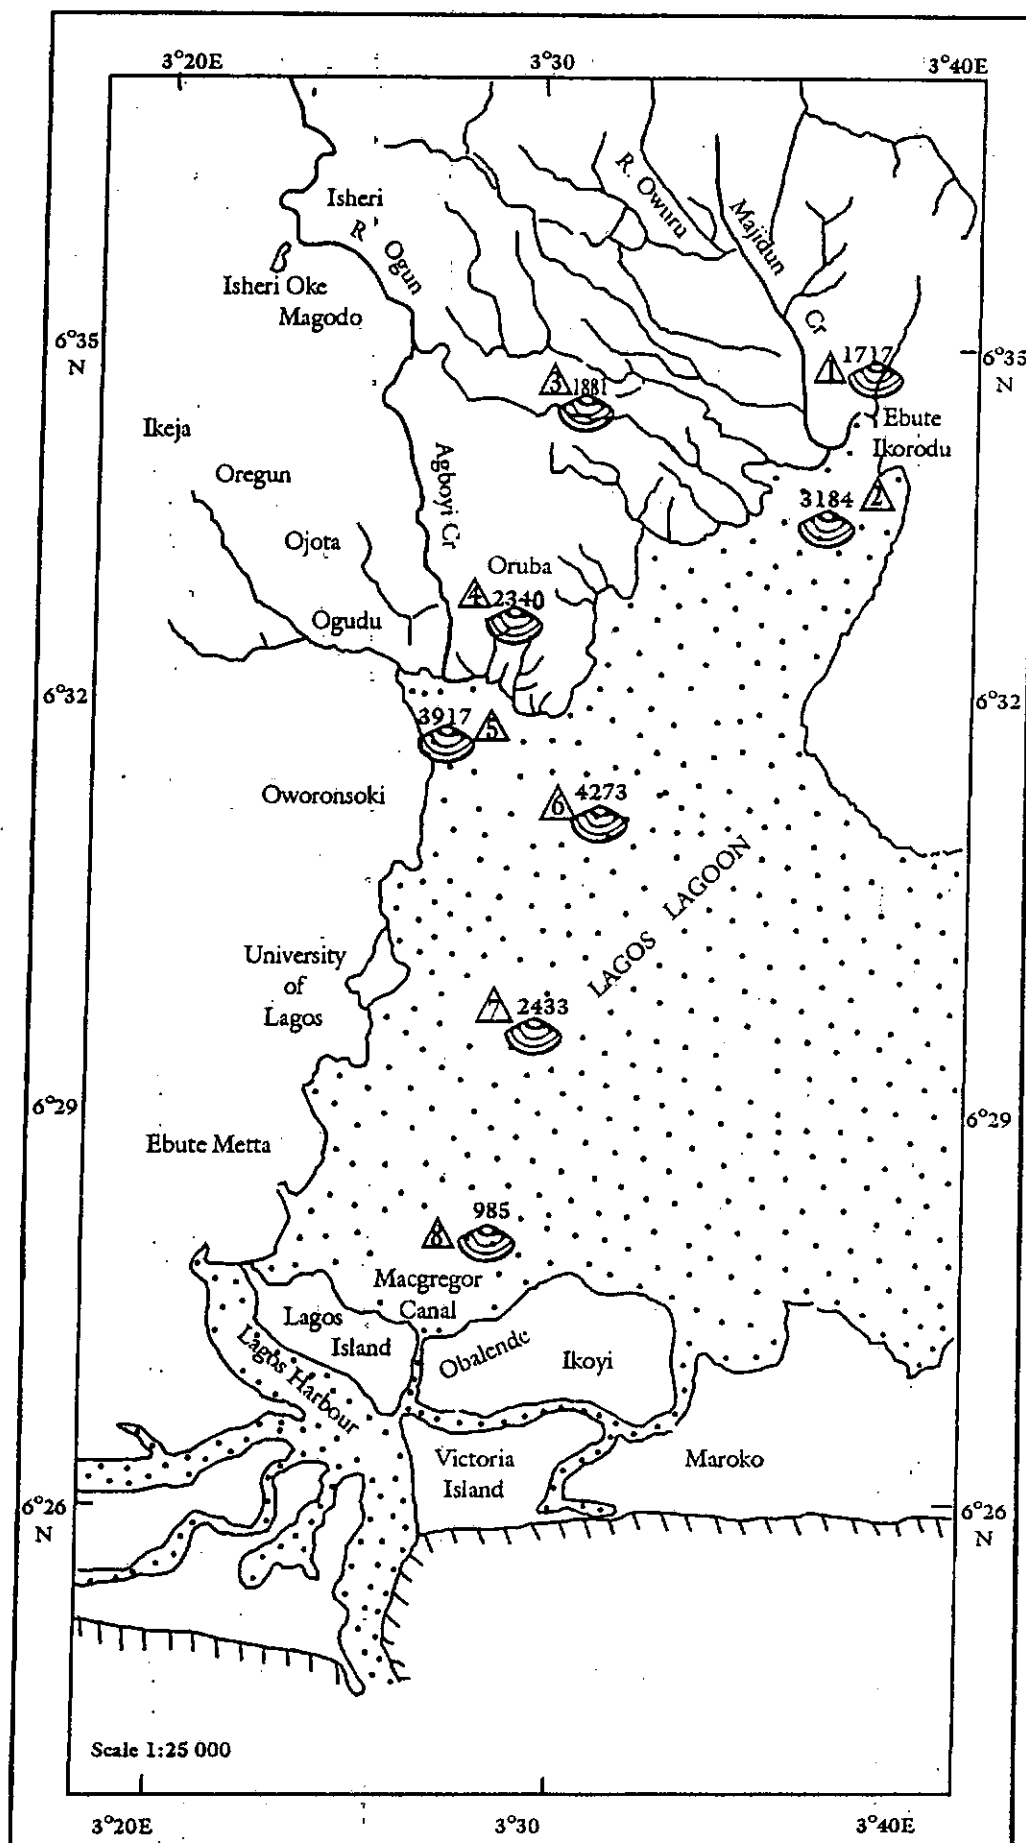 3°20E 3°30 3°40E
Isheri
R. Owuru
Majidun
Cr
R Ogun
Isheri Oke
Magodo
6°35
N
6°35
N
1 1717
3 1881
Ebute
Ikorodu
Ikeja
Oregun
Agboyi Cr
3184 2
Ojota
Oruba
4 2340
Ogudu
6°32
6°32
3917 5
Oworonsoki
6 4273
LAGOS LAGOON
University
of
Lagos
7 2433
6°29
6°29
Ebute Metta
8 985
Macgregor
Canal
Lagos
Island
Obalende
Ikoyi
Lagos Harbour
Victoria
Island
Maroko
6°26
N
6°26
N
Scale 1:25 000
3°20E 3°30 3°40E